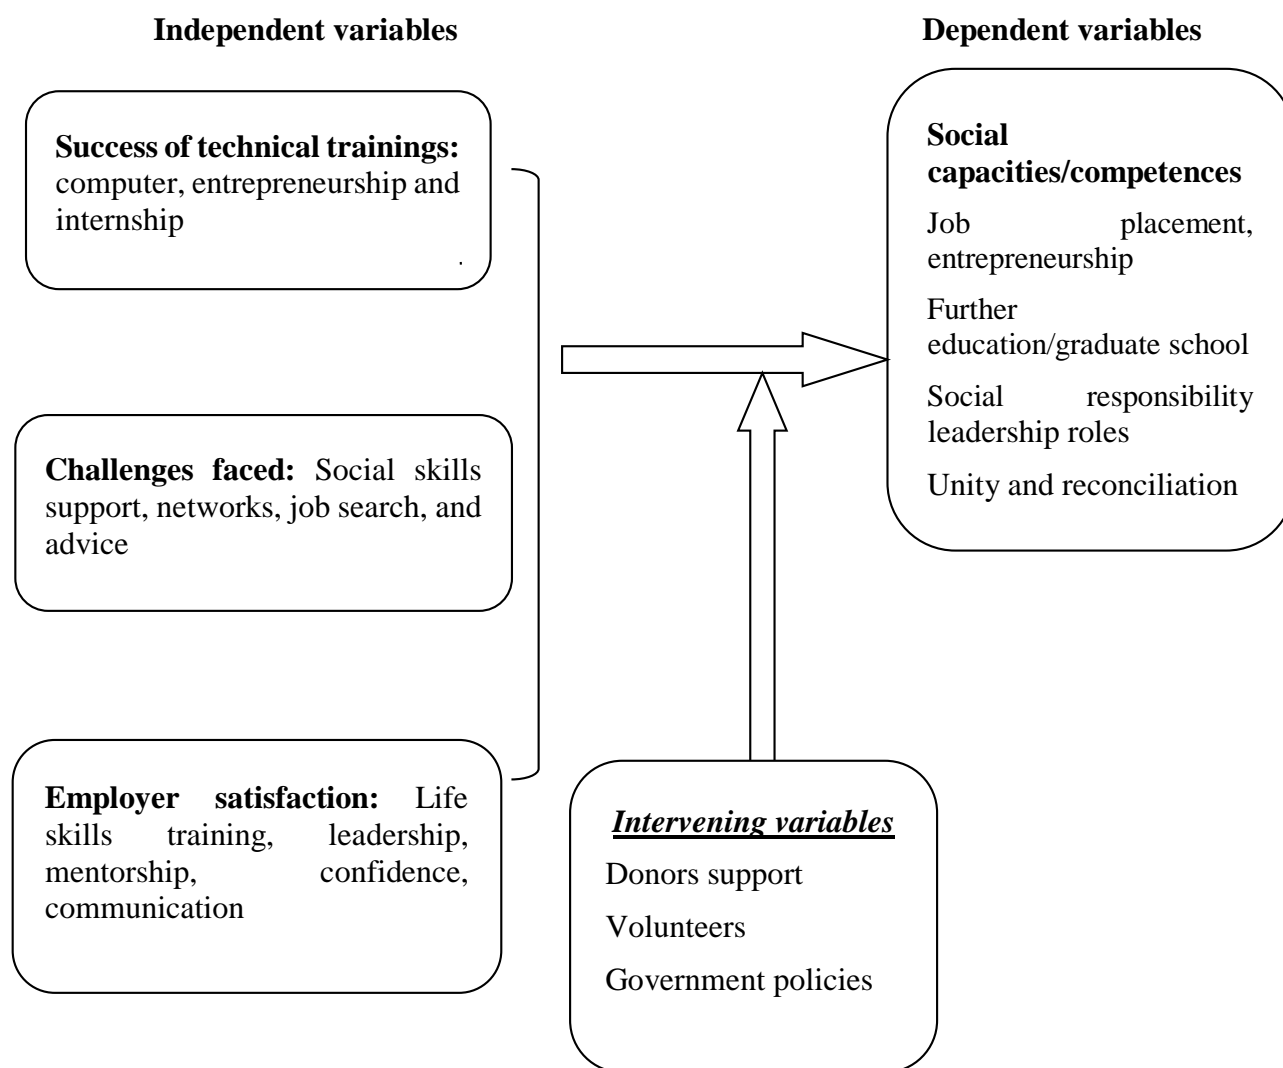 Independent variables
Dependent variables
Success of technical trainings:
computer, entrepreneurship and
internship
.
Challenges faced: Social skills
support, networks, job search, and
advice
Employer satisfaction: Life
skills training, leadership,
mentorship, confidence,
communication
Social
capacities/competences
Job placement,
entrepreneurship
Further
education/graduate school
Social responsibility
leadership roles
Unity and reconciliation
Intervening variables
Donors support
Volunteers
Government policies